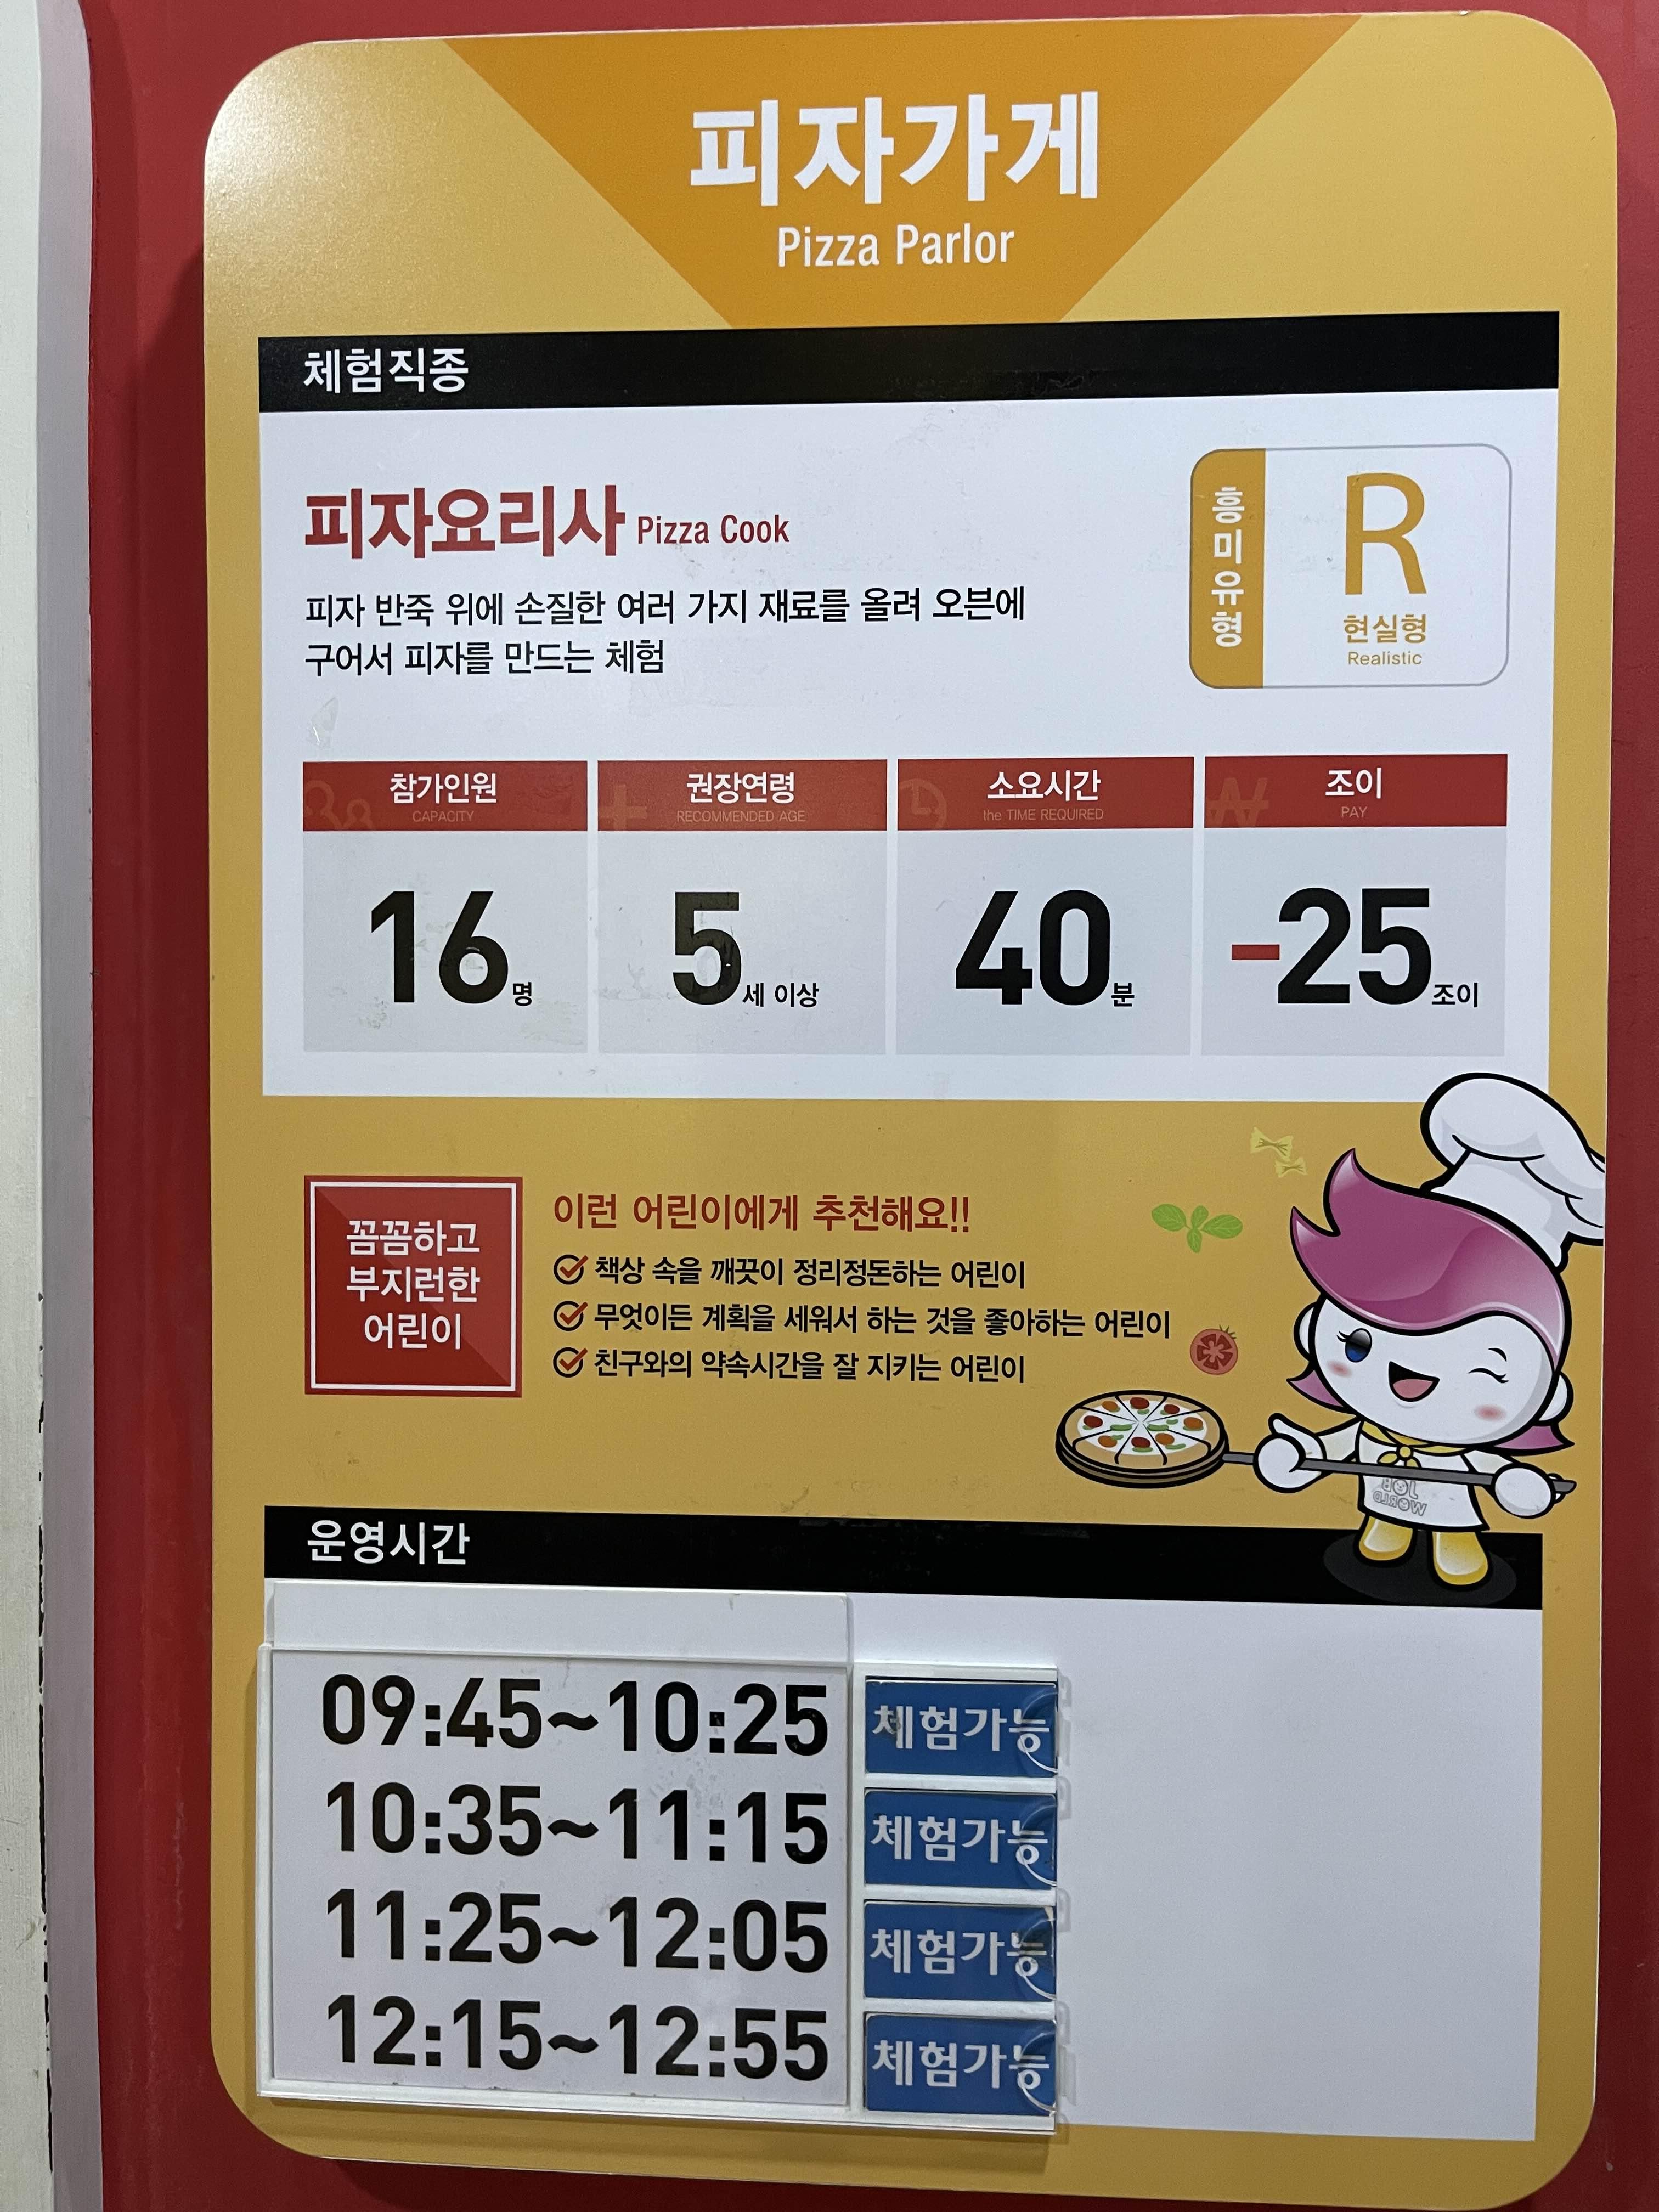 피자가게
Pizza Parlor
체험직종
피자요리사 Pizza Cook
피자 반죽 위에 손질한 여러 가지 재료를 올려 오븐에
구어서 피자를 만드는 체험
흥미유형
R
현실형
Realistic
참가인원
CAPACITY
16명
권장연령
RECOMMENDED AGE
5세 이상
소요시간
the TIME REQUIRED
40분
조이
PAY
-25조이
꼼꼼하고
부지런한
어린이
이런 어린이에게 추천해요!!
책상 속을 깨끗이 정리정돈하는 어린이
무엇이든 계획을 세워서 하는 것을 좋아하는 어린이
친구와의 약속시간을 잘 지키는 어린이
JOB
WORLD
운영시간
09:45~10:25 체험가능
10:35~11:15 체험가능
11:25~12:05 체험가능
12:15~12:55 체험가능